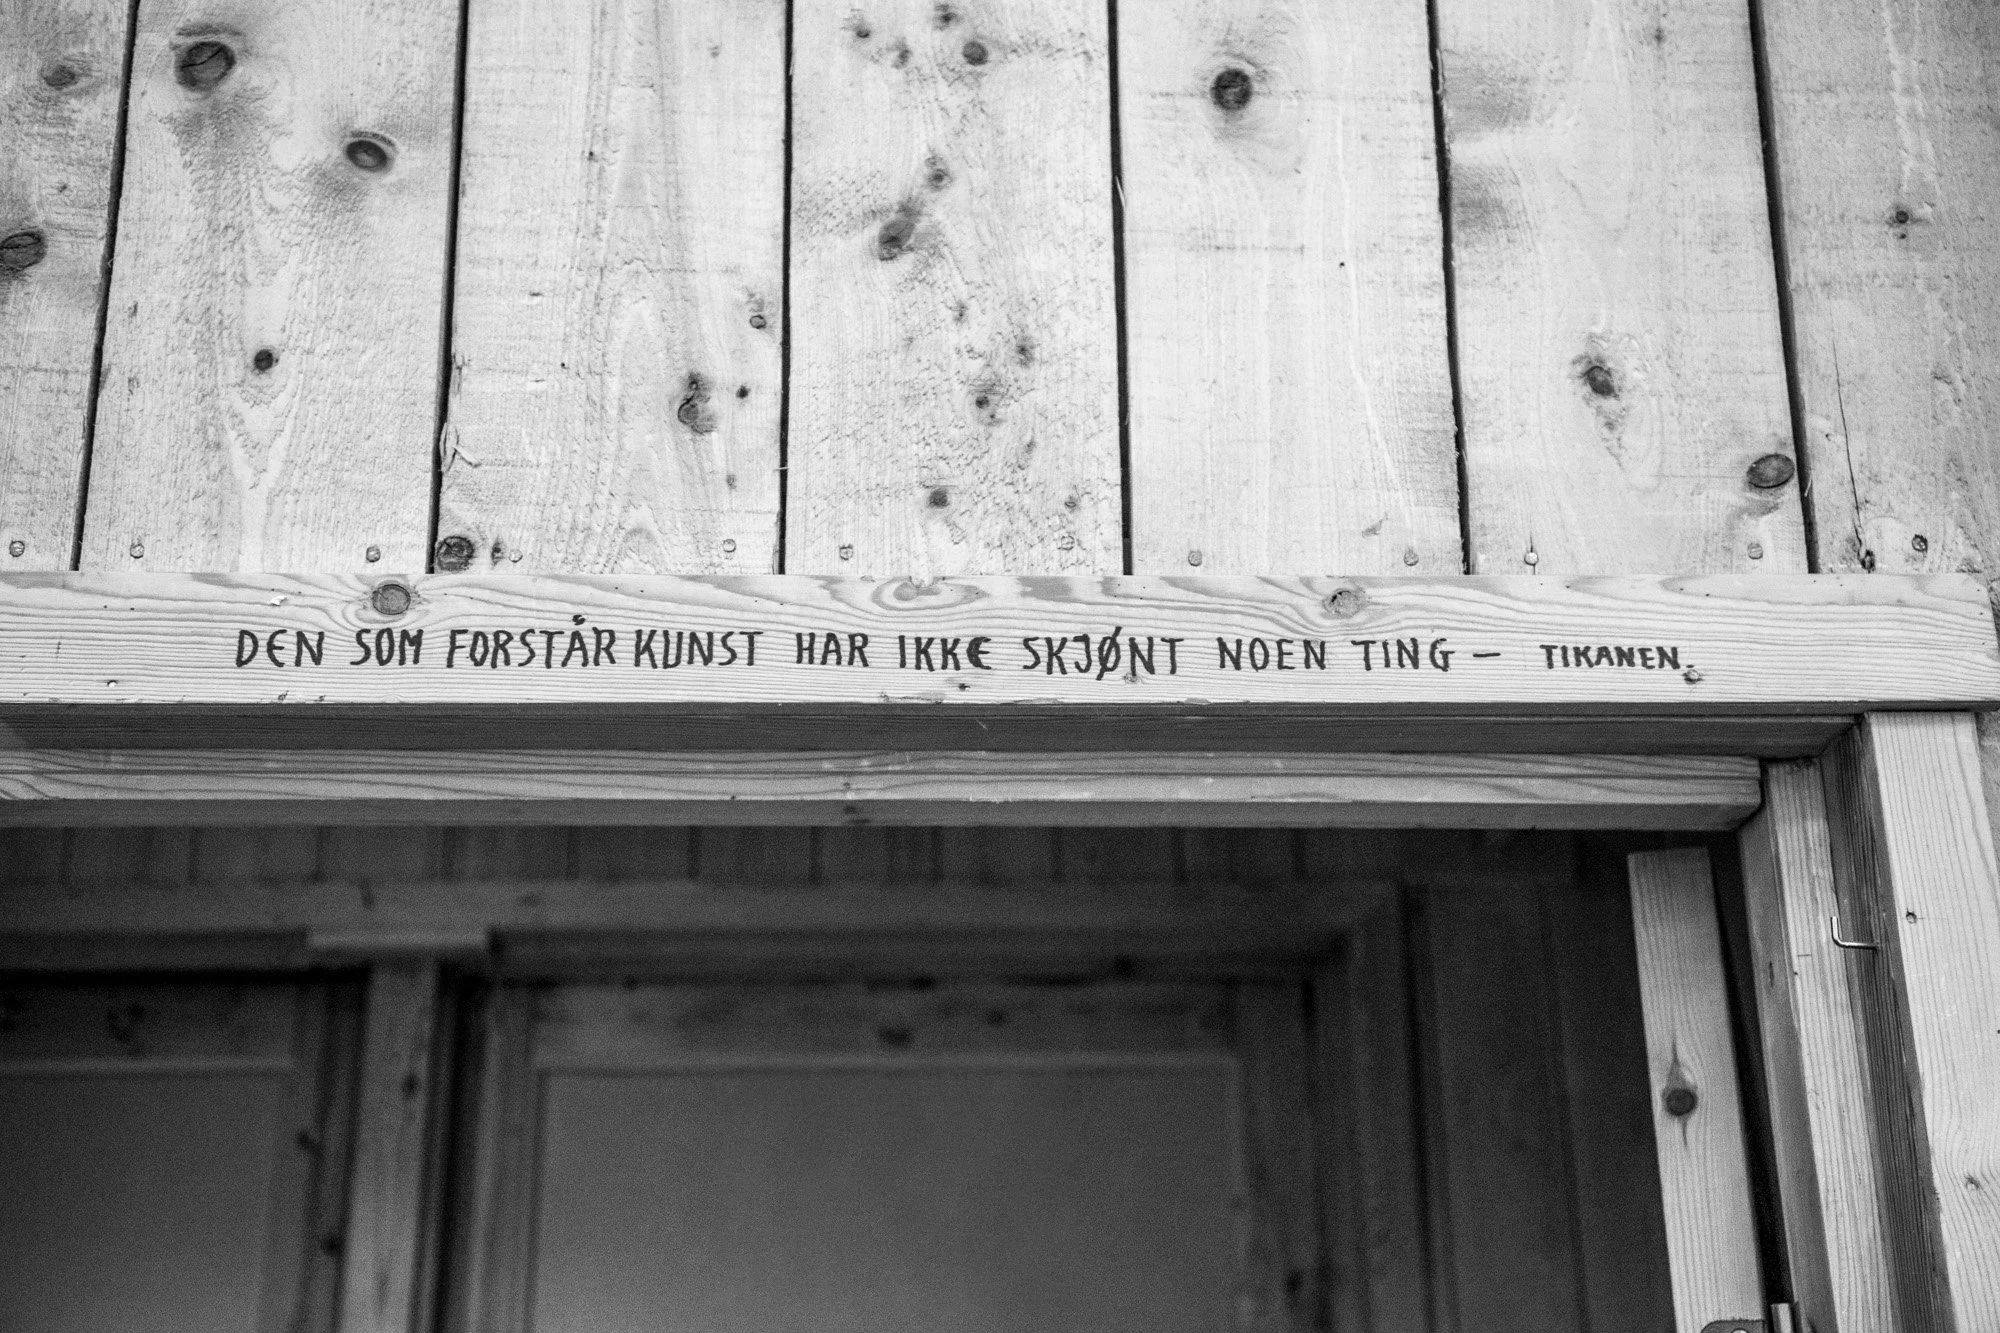 DEN SOM FORSTÅR KUNST HAR IKKE SKJØNT NOEN TING – TIKANEN.